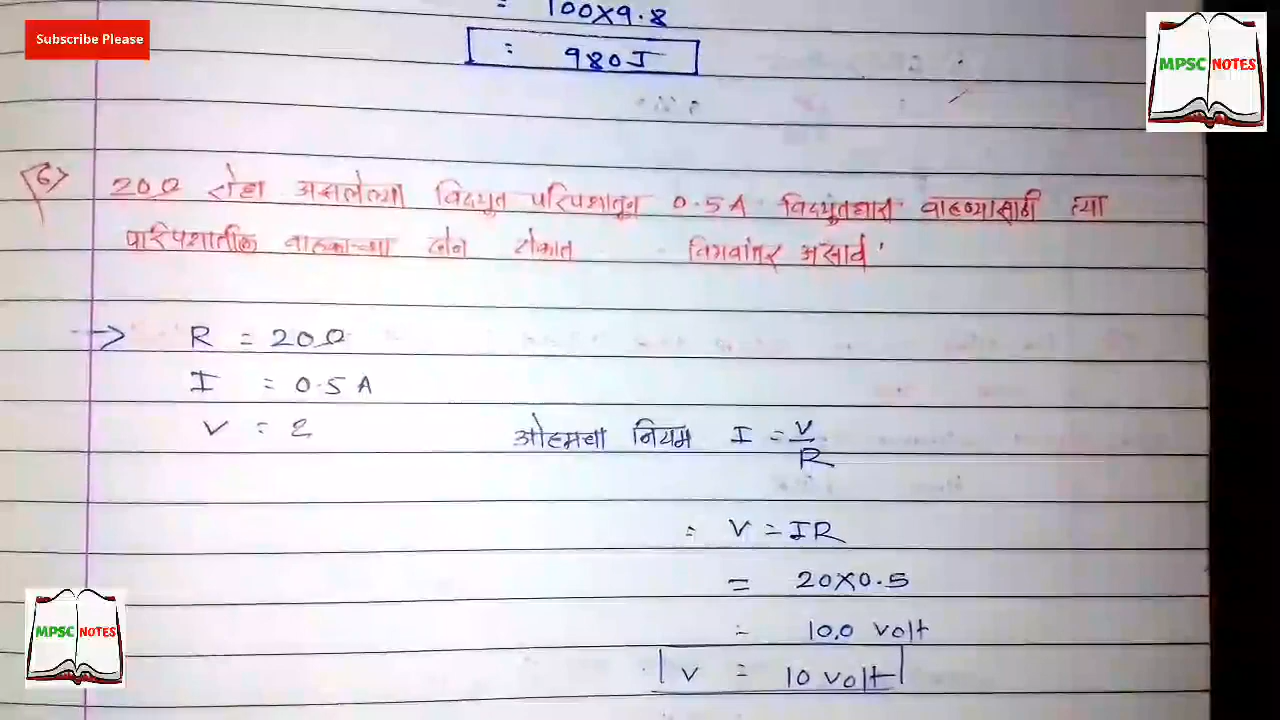 = 100X9.8
Subscribe Please
= 980J
MPSC NOTES
<6> 20Ω रोध असलेल्या विद्युत परिपथातून 0.5A विद्युतधारा वाहण्यासाठी त्या
परिपथातील वाहकाच्या दोन टोकात विभवांतर असावे.
→ R = 20Ω
I = 0.5 A
V = ?
ओहमचा नियम I = V/R
= V = IR
= 20X0.5
= 10.0 volt
V = 10 volt
MPSC NOTES